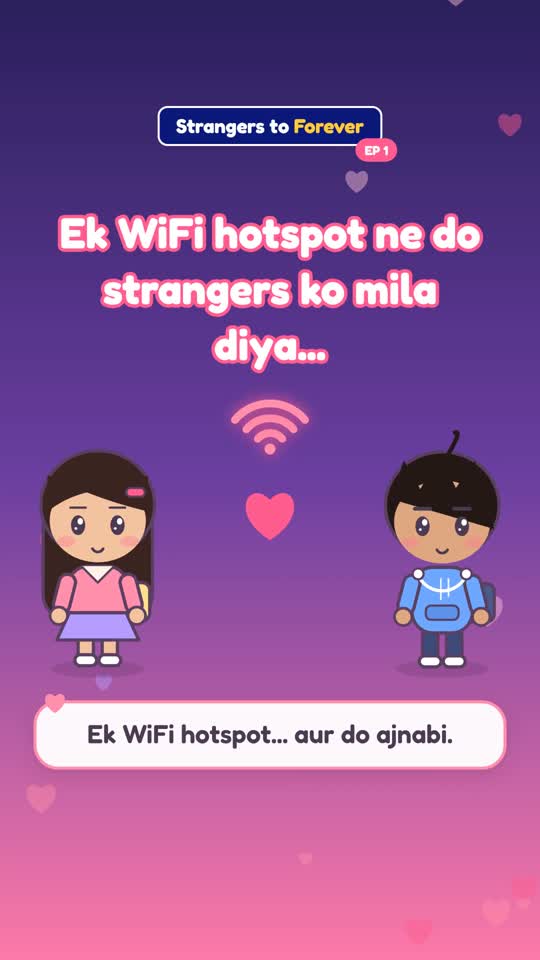 Strangers to Forever
EP 1
Ek WiFi hotspot ne do
strangers ko mila
diya...
Ek WiFi hotspot... aur do ajnabi.